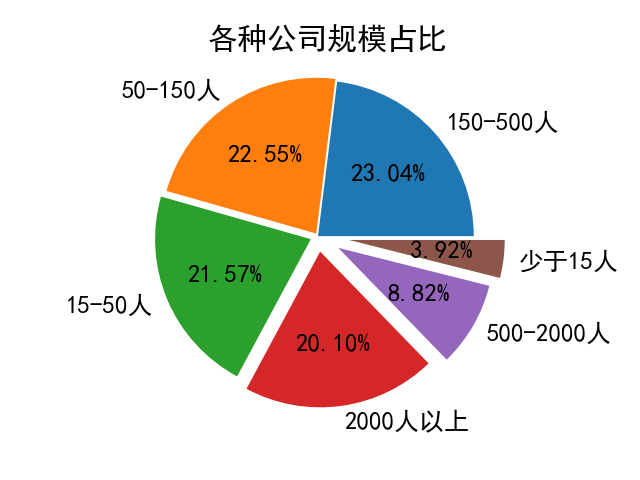 各种公司规模占比
50-150人
150-500人
22.55%
23.04%
3.92%
少于15人
21.57%
8.82%
15-50人
500-2000人
20.10%
2000人以上